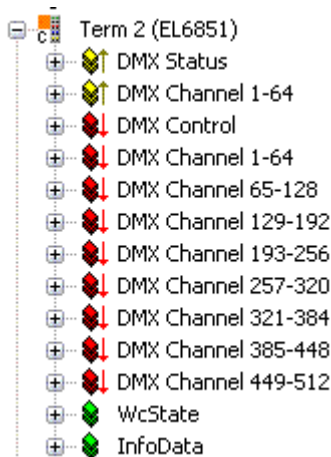 Term 2 (EL6851)
DMX Status
DMX Channel 1-64
DMX Control
DMX Channel 1-64
DMX Channel 65-128
DMX Channel 129-192
DMX Channel 193-256
DMX Channel 257-320
DMX Channel 321-384
DMX Channel 385-448
DMX Channel 449-512
WcState
InfoData